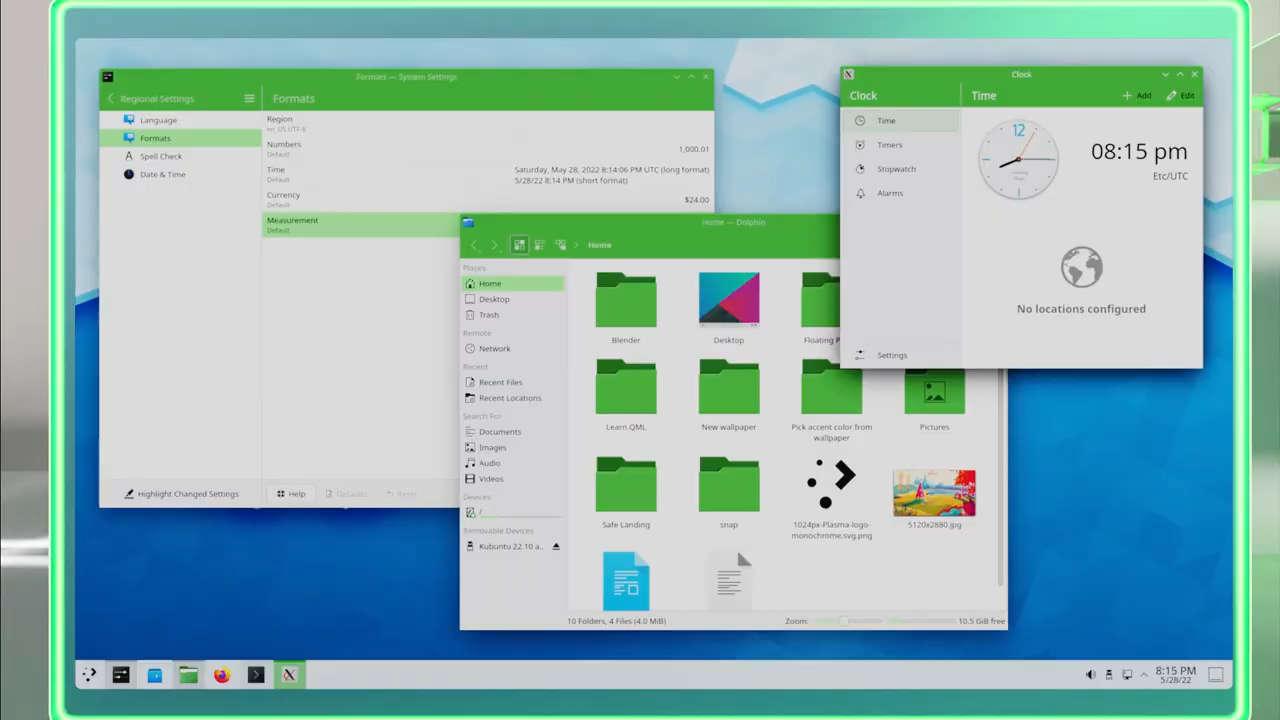 Formats — System Settings
Regional Settings
Formats
Language
Formats
Spell Check
Date & Time
Region
Numbers
Default
1,000.01
Time
Default
Saturday, May 28, 2022 8:14:06 PM UTC (long format)
5/28/22 8:14 PM (short format)
Currency
Default
$24.00
Measurement
Default
Highlight Changed Settings
Help
Defaults
Reset
Home — Dolphin
Home
Places
Home
Desktop
Trash
Remote
Network
Recent
Recent Files
Recent Locations
Search For
Documents
Images
Audio
Videos
Devices
/
Removable Devices
Kubuntu 22.10 a..
Blender
Desktop
Floating P
Learn QML
New wallpaper
Pick accent color from
wallpaper
Pictures
Safe Landing
snap
1024px-Plasma-logo-
monochrome.svg.png
5120x2880.jpg
10 Folders, 4 Files (4.0 MiB)
Zoom:
10.5 GiB free
Clock
Clock
Time
Add
Edit
Time
Timers
Stopwatch
Alarms
Settings
12
08:15 pm
Etc/UTC
No locations configured
8:15 PM
5/28/22